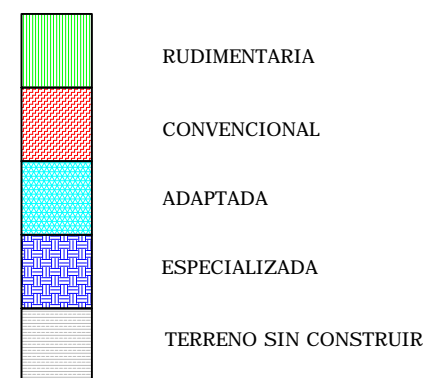 RUDIMENTARIA
CONVENCIONAL
ADAPTADA
ESPECIALIZADA
TERRENO SIN CONSTRUIR